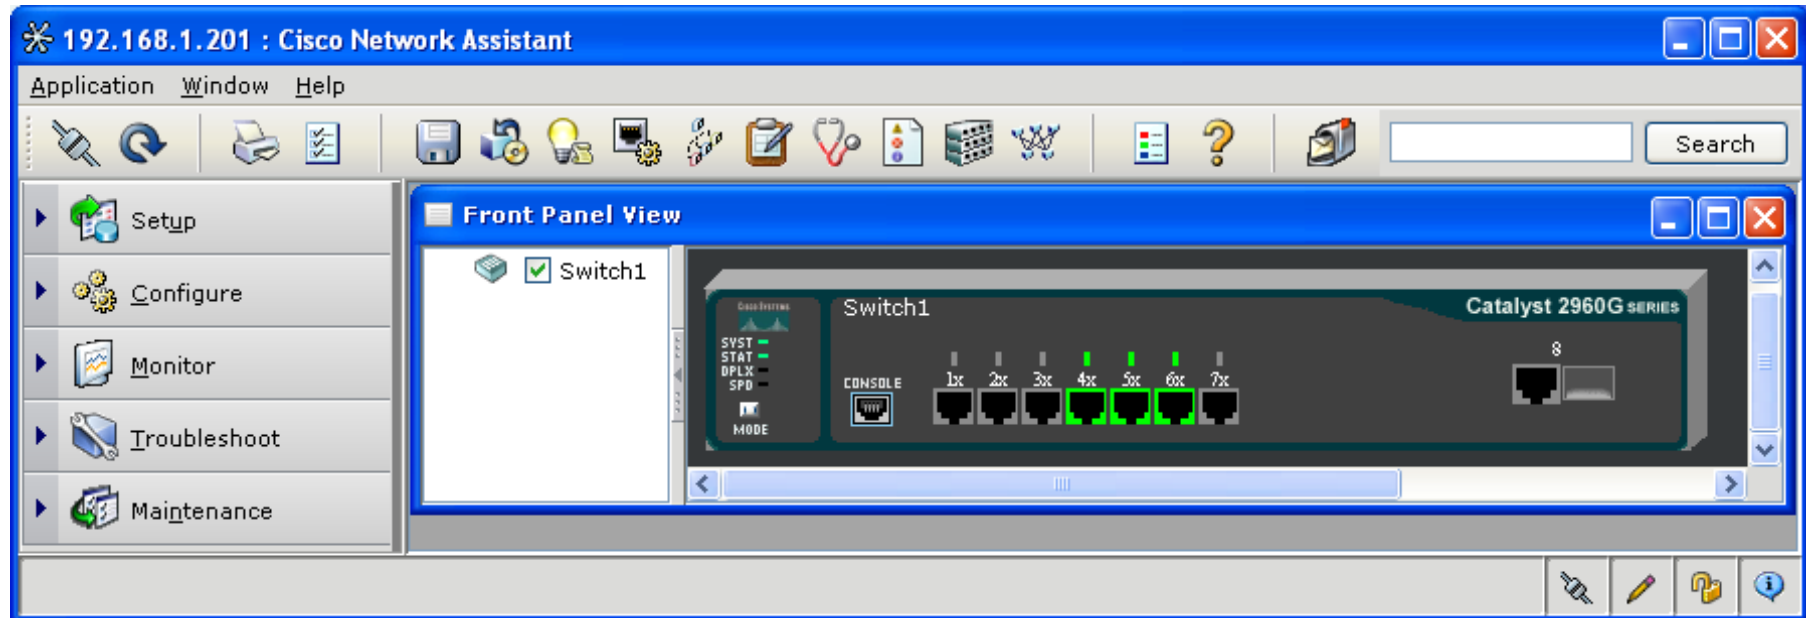 192.168.1.201 : Cisco Network Assistant
Application Window Help
Search
Setup
Configure
Monitor
Troubleshoot
Maintenance
Front Panel View
Switch1
CISCO SYSTEMS
SYST
STAT
DPLX
SPD
MODE
Switch1
Catalyst 2960G SERIES
CONSOLE
1x 2x 3x 4x 5x 6x 7x
8